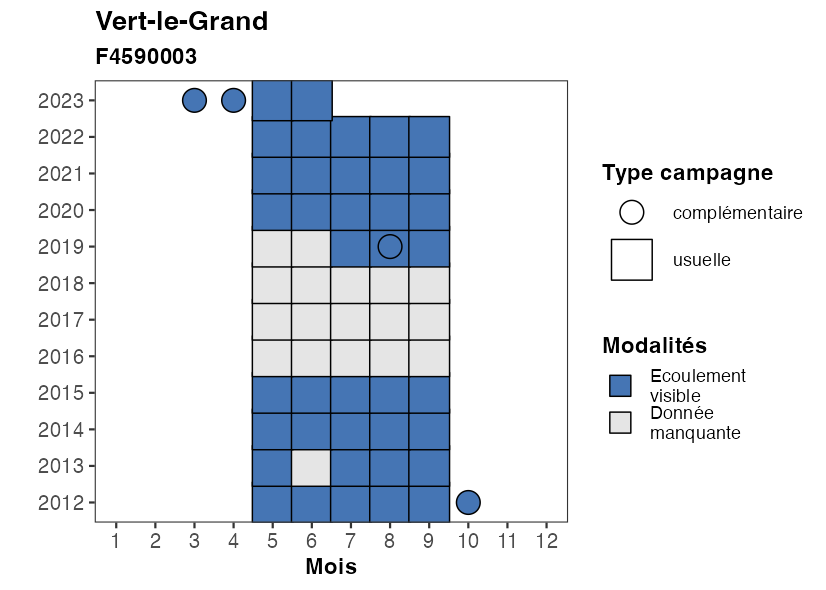 Vert-le-Grand
F4590003
2023
2022
2021
2020
2019
2018
2017
2016
2015
2014
2013
2012
1 2 3 4 5 6 7 8 9 10 11 12
Mois
Type campagne
complémentaire
usuelle
Modalités
Ecoulement
visible
Donnée
manquante